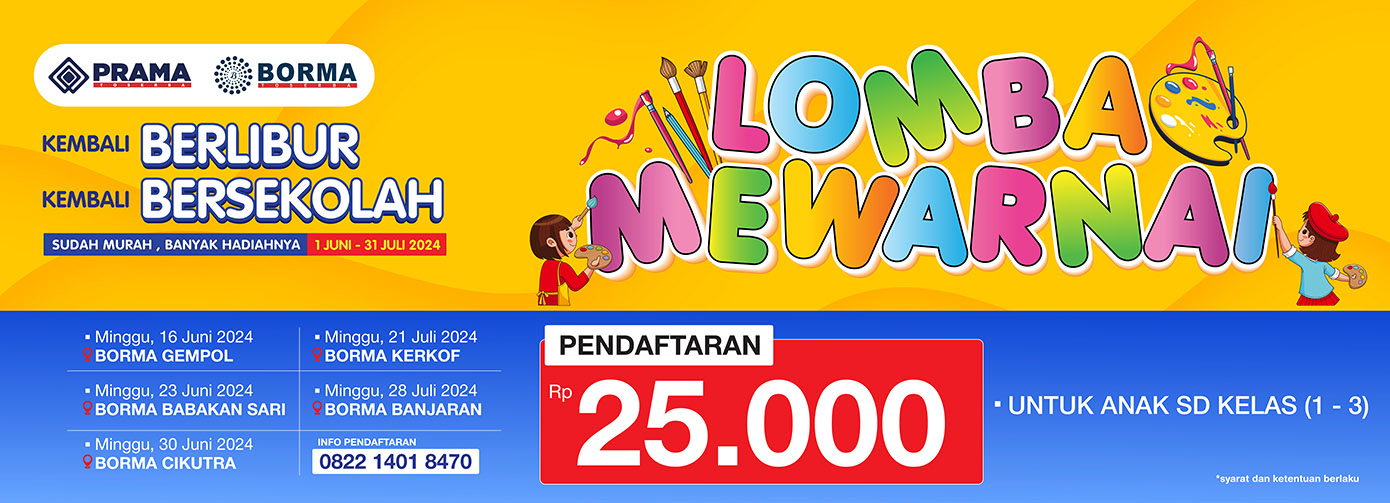 PRAMA
TOSERBA
BORMA
TOSERBA
KEMBALI BERLIBUR
KEMBALI BERSEKOLAH
SUDAH MURAH , BANYAK HADIAHNYA 1 JUNI - 31 JULI 2024
LOMBA
MEWARNAI
▪ Minggu, 16 Juni 2024
BORMA GEMPOL
▪ Minggu, 23 Juni 2024
BORMA BABAKAN SARI
▪ Minggu, 30 Juni 2024
BORMA CIKUTRA
▪ Minggu, 21 Juli 2024
BORMA KERKOF
▪ Minggu, 28 Juli 2024
BORMA BANJARAN
INFO PENDAFTARAN
0822 1401 8470
PENDAFTARAN
Rp 25.000
▪ UNTUK ANAK SD KELAS (1 - 3)
*syarat dan ketentuan berlaku